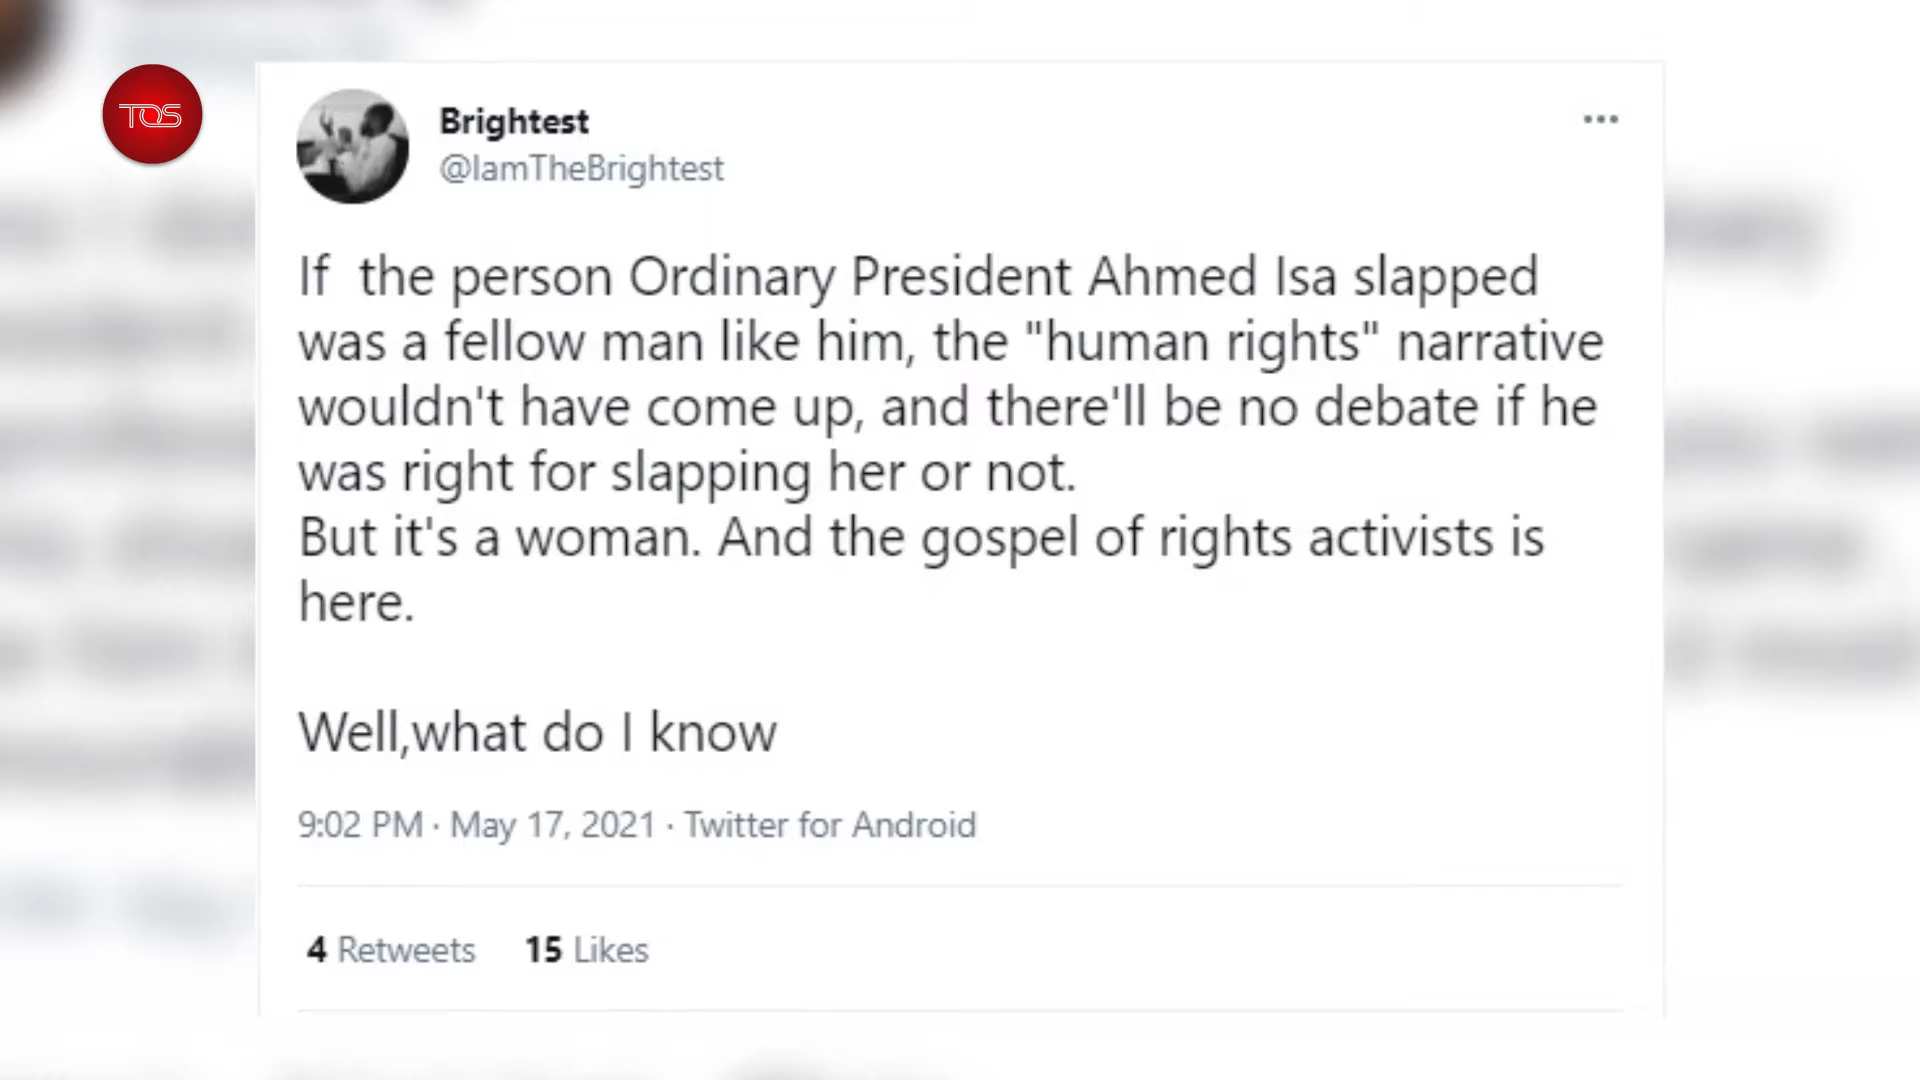 TOS
Brightest
@IamTheBrightest
If  the person Ordinary President Ahmed Isa slapped
was a fellow man like him, the "human rights" narrative
wouldn't have come up, and there'll be no debate if he
was right for slapping her or not.
But it's a woman. And the gospel of rights activists is
here.
Well,what do I know
9:02 PM · May 17, 2021 · Twitter for Android
4 Retweets 15 Likes